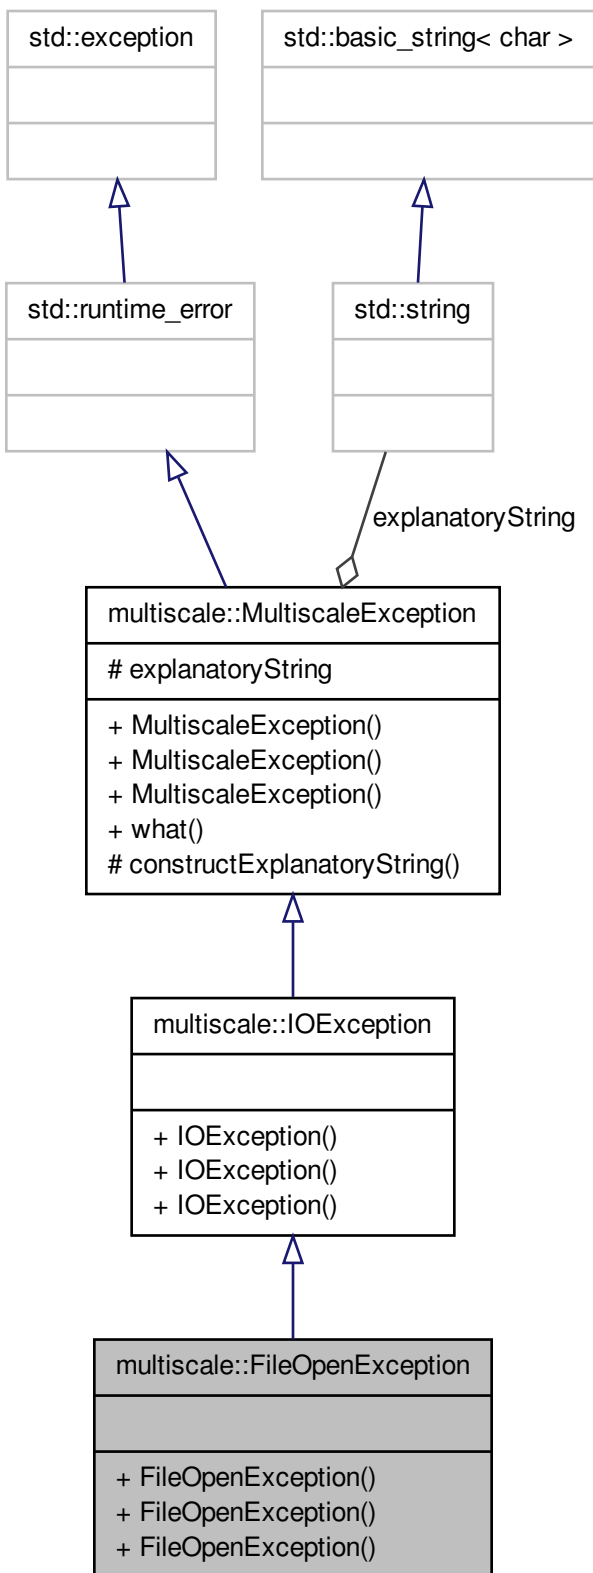 std::exception
std::basic_string< char >
std::runtime_error
std::string
explanatoryString
multiscale::MultiscaleException
# explanatoryString
+ MultiscaleException()
+ MultiscaleException()
+ MultiscaleException()
+ what()
# constructExplanatoryString()
multiscale::IOException
+ IOException()
+ IOException()
+ IOException()
multiscale::FileOpenException
+ FileOpenException()
+ FileOpenException()
+ FileOpenException()